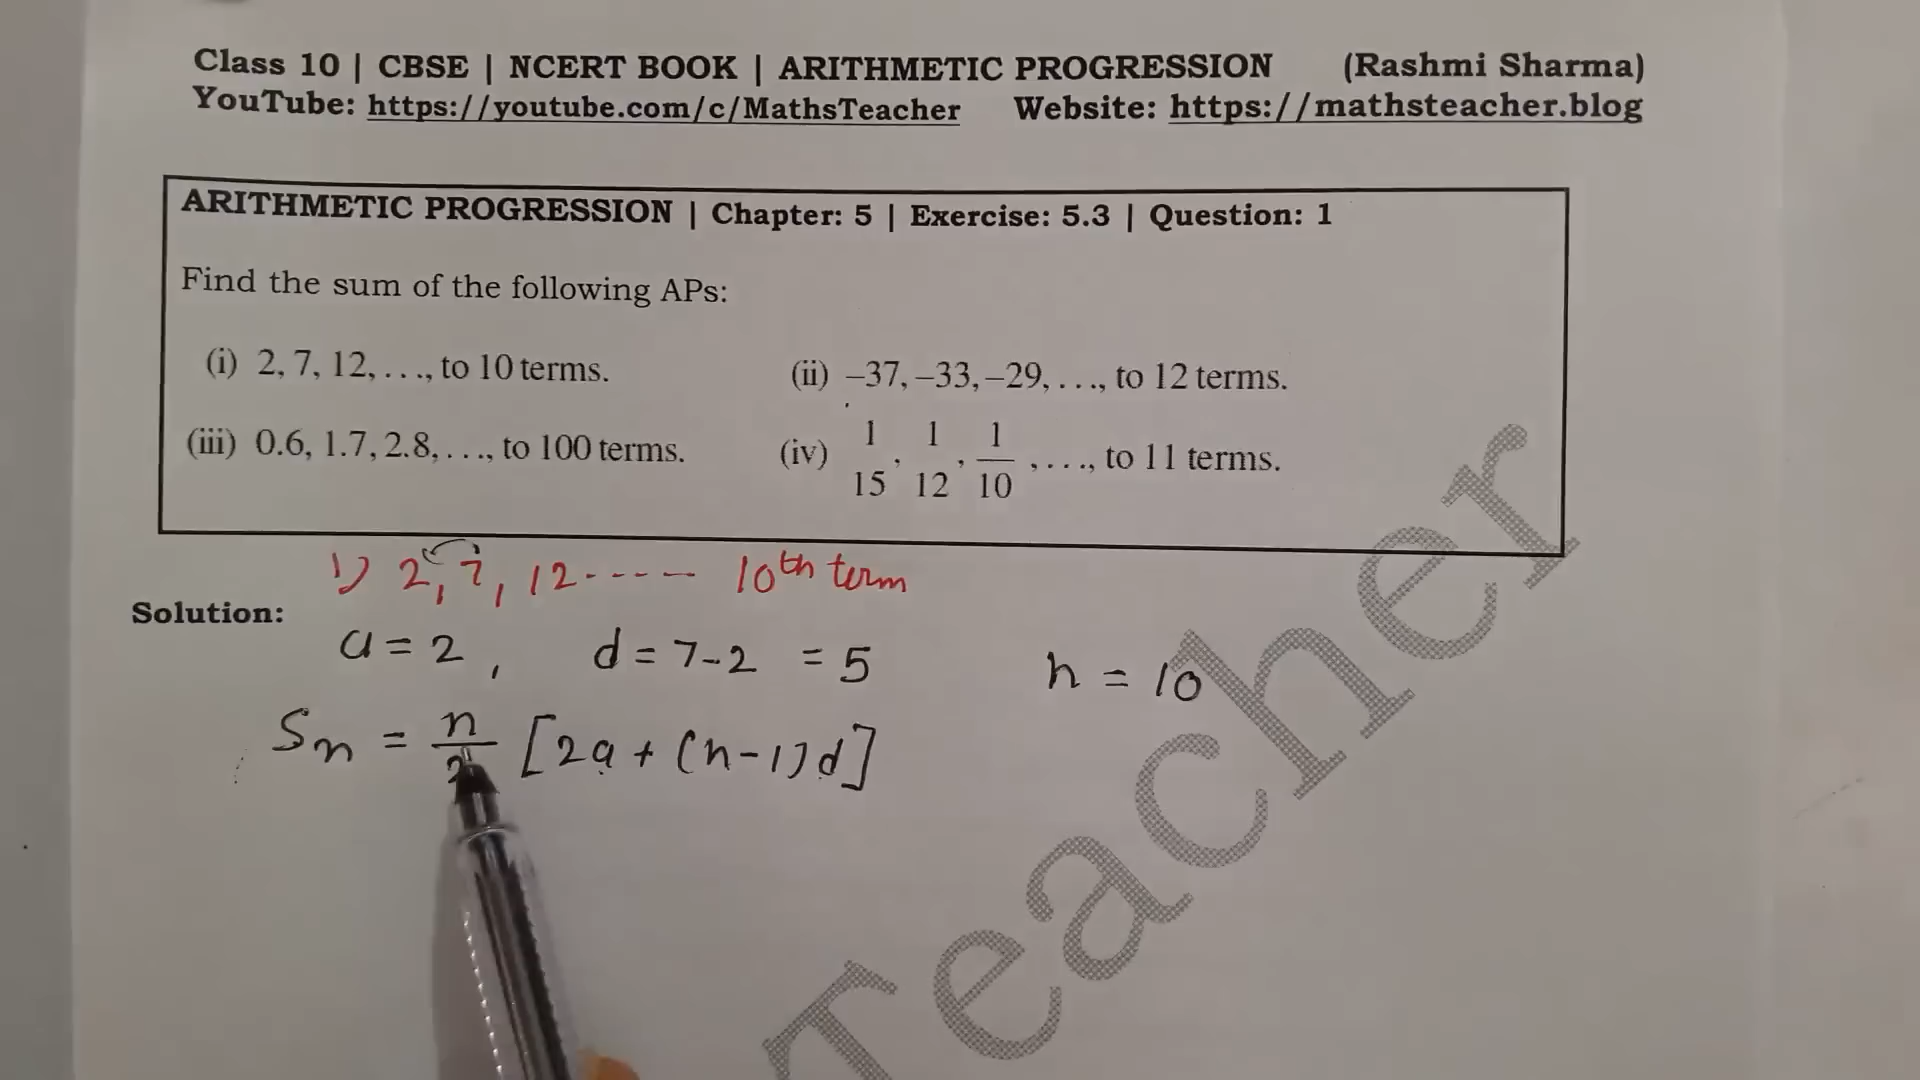 Class 10 | CBSE | NCERT BOOK | ARITHMETIC PROGRESSION (Rashmi Sharma)
YouTube: https://youtube.com/c/MathsTeacher Website: https://mathsteacher.blog
ARITHMETIC PROGRESSION | Chapter: 5 | Exercise: 5.3 | Question: 1
Find the sum of the following APs:
(i) 2, 7, 12, . . ., to 10 terms. (ii) –37, –33, –29, . . ., to 12 terms.
(iii) 0.6, 1.7, 2.8, . . ., to 100 terms. (iv) 1/15, 1/12, 1/10, . . ., to 11 terms.
1) 2, 7, 12 ----- 10th term
Solution:
a = 2, d = 7-2 = 5 n = 10
Sn = n/2 [2a + (n-1)d]
Teacher